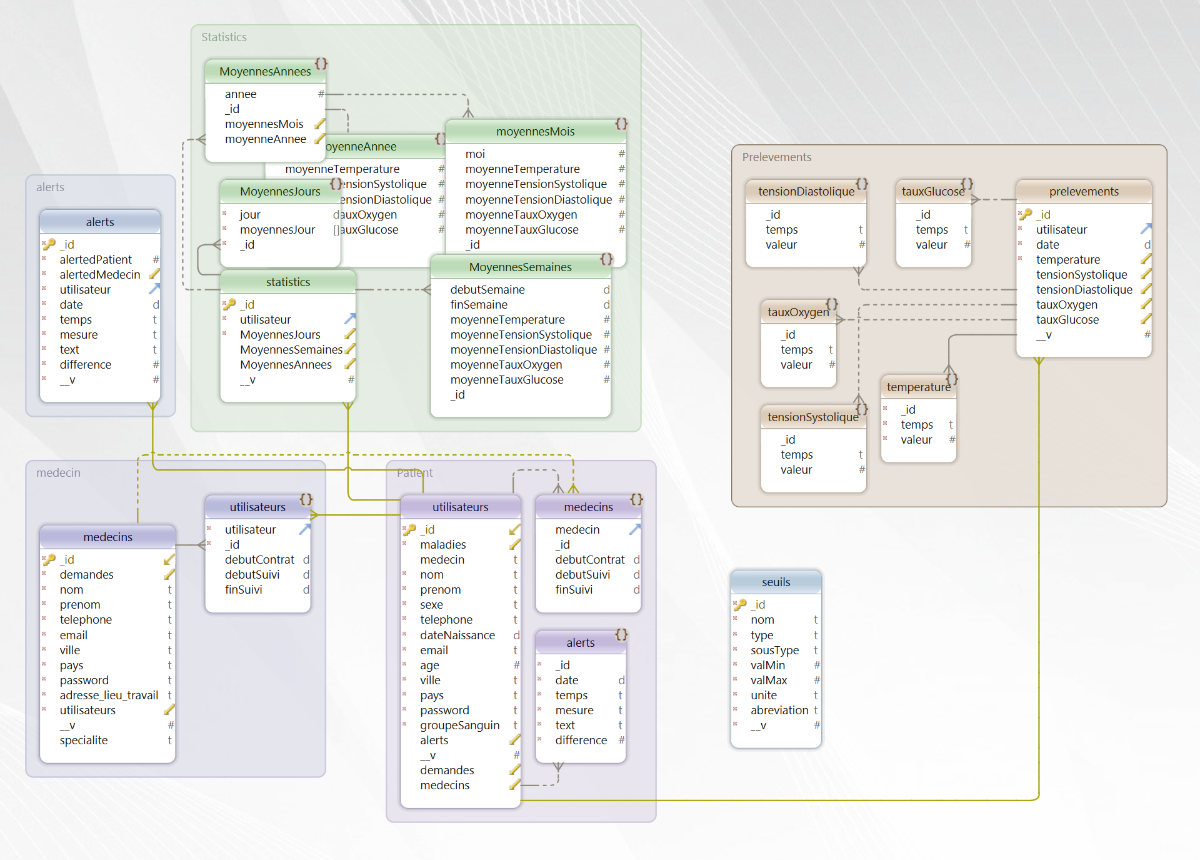 Statistics
MoyennesAnnees {}
annee #
_id
moyennesMois
moyenneAnnee
oyenneAnnee {
moyenneTemperature #
ensionSystolique #
ensionDiastolique #
auxOxygen #
auxGlucose #
moyennesMois {}
moi #
moyenneTemperature #
moyenneTensionSystolique #
moyenneTensionDiastolique #
moyenneTauxOxygen #
moyenneTauxGlucose #
_id
MoyennesJours {}
jour d
moyennesJour []
_id
statistics
_id
utilisateur
MoyennesJours
MoyennesSemaines
MoyennesAnnees
__v #
MoyennesSemaines {}
debutSemaine d
finSemaine d
moyenneTemperature #
moyenneTensionSystolique #
moyenneTensionDiastolique #
moyenneTauxOxygen #
moyenneTauxGlucose #
_id
alerts
alerts
_id
alertedPatient #
alertedMedecin
utilisateur
date d
temps t
mesure t
text t
difference #
__v #
Prelevements
tensionDiastolique {}
_id
temps t
valeur #
tauxGlucose {}
_id
temps t
valeur #
prelevements
_id
utilisateur
date d
temperature
tensionSystolique
tensionDiastolique
tauxOxygen
tauxGlucose
__v #
tauxOxygen {}
_id
temps t
valeur #
temperature {}
_id
temps t
valeur #
tensionSystolique {}
_id
temps t
valeur #
medecin
medecins
_id
demandes
nom t
prenom t
telephone t
email t
ville t
pays t
password t
adresse_lieu_travail t
utilisateurs
__v #
specialite t
utilisateurs {}
utilisateur
_id
debutContrat d
debutSuivi d
finSuivi d
Patient
utilisateurs
_id
maladies
medecin t
nom t
prenom t
sexe t
telephone t
dateNaissance d
email t
age #
ville t
pays t
password t
groupeSanguin t
alerts
__v #
demandes
medecins
medecins {}
medecin
_id
debutContrat d
debutSuivi d
finSuivi d
alerts {}
_id
date d
temps t
mesure t
text t
difference #
seuils
_id
nom t
type t
sousType t
valMin #
valMax #
unite t
abreviation t
__v #